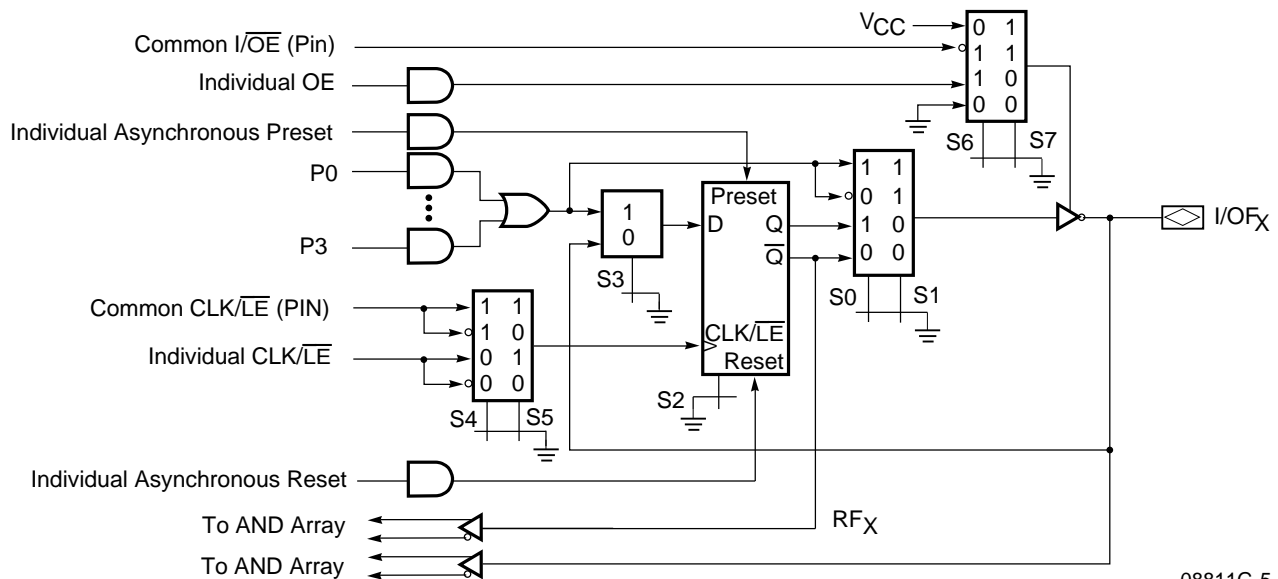 VCC
Common I/OE (Pin)
0 1
1 1
1 0
0 0
Individual OE
S6 S7
Individual Asynchronous Preset
P0
P3
1
0
S3
Preset
D Q
Q
CLK/LE
Reset
S2
1 1
0 1
1 0
0 0
S0 S1
I/OFX
Common CLK/LE (PIN)
Individual CLK/LE
1 1
1 0
0 1
0 0
S4 S5
Individual Asynchronous Reset
To AND Array
RFX
To AND Array